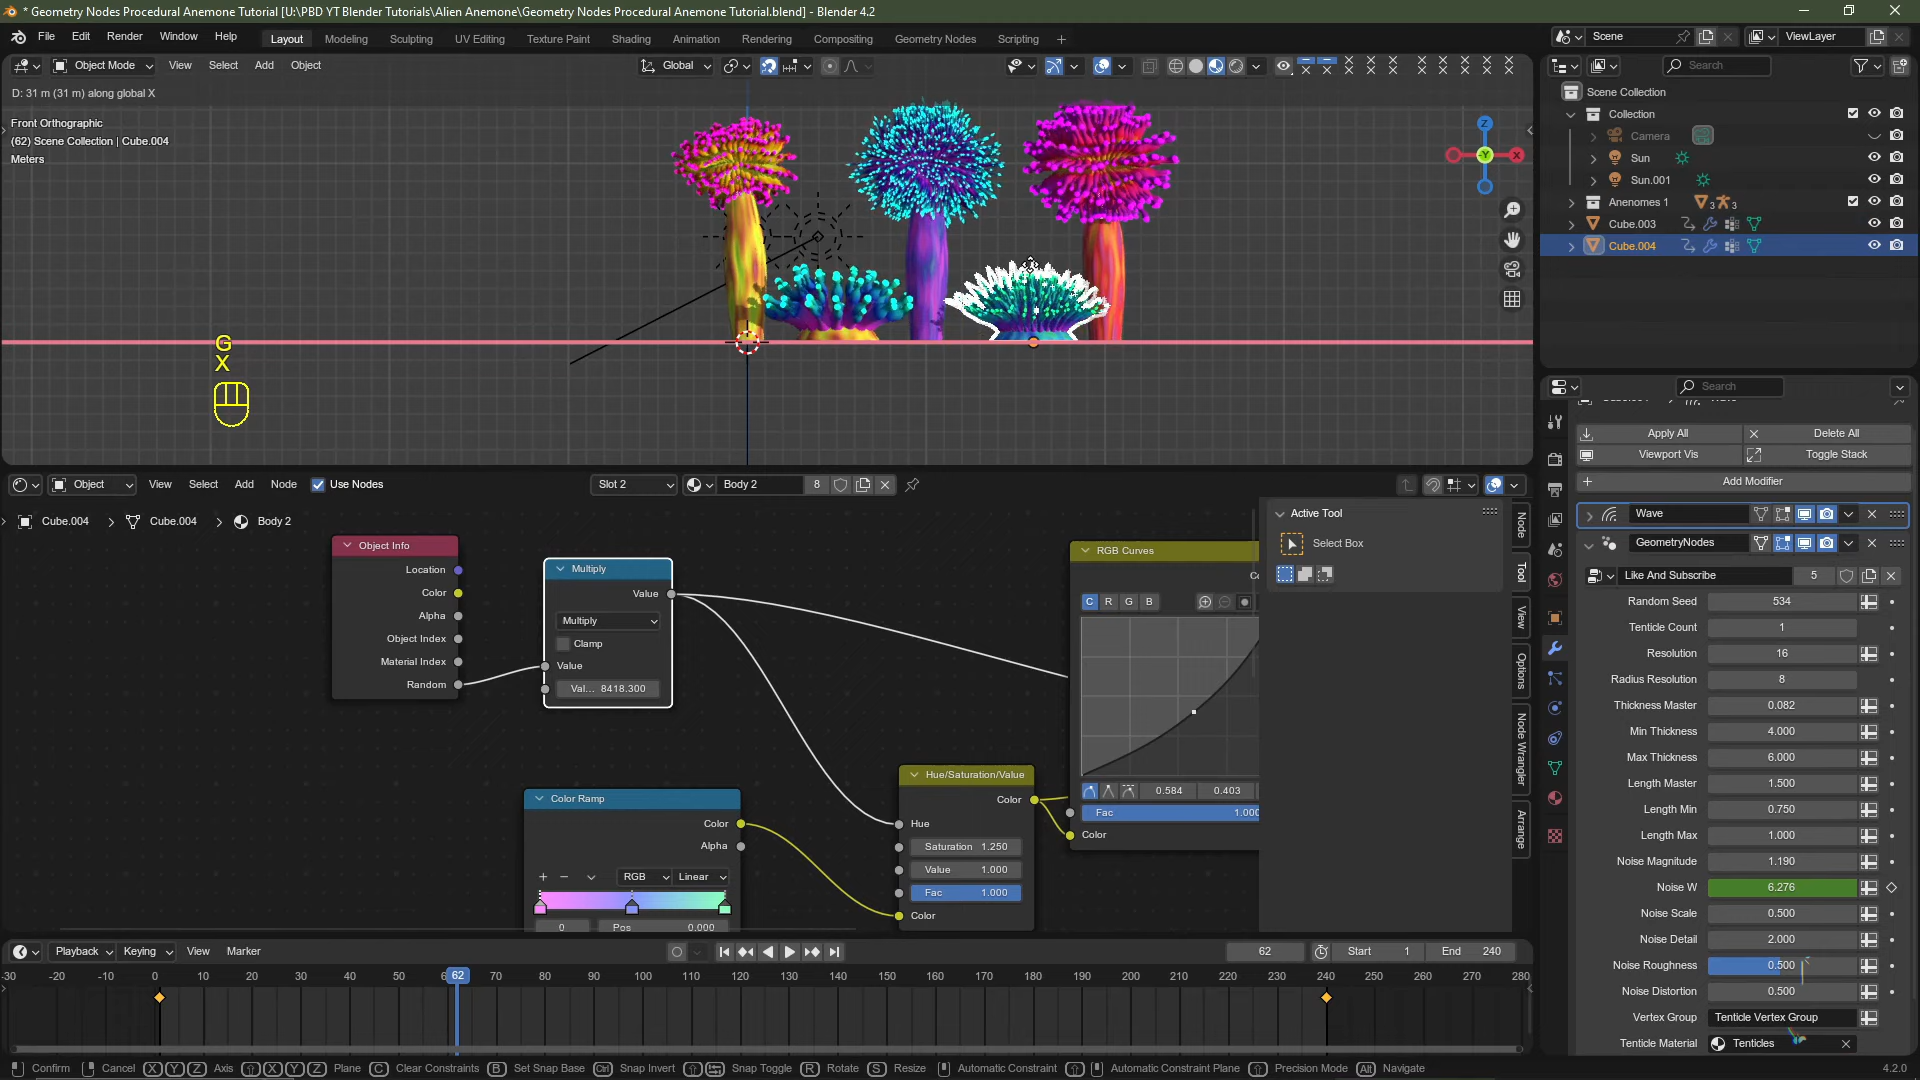 * Geometry Nodes Procedural Anemone Tutorial [U:\PBD YT Blender Tutorials\Alien Anemone\Geometry Nodes Procedural Anemone Tutorial.blend] - Blender 4.2
File Edit Render Window Help Layout Modeling Sculpting UV Editing Texture Paint Shading Animation Rendering Compositing Geometry Nodes Scripting + Scene ViewLayer
Object Mode View Select Add Object Global Search
D: 31 m (31 m) along global X
Scene Collection
Front Orthographic
Collection
(62) Scene Collection | Cube.004
Camera
Meters
Sun
Sun.001
Anenomes 1 3 3
Cube.003
Cube.004
Z
X
-Y
G
X
Search
Apply All Delete All
Viewport Vis Toggle Stack
Add Modifier
Object View Select Add Node Use Nodes Slot 2 Body 2 8
Wave
Cube.004 > Cube.004 > Body 2
GeometryNodes
Like And Subscribe 5
Random Seed 534
Tenticle Count 1
Resolution 16
Radius Resolution 8
Thickness Master 0.082
Min Thickness 4.000
Max Thickness 6.000
Length Master 1.500
Length Min 0.750
Length Max 1.000
Noise Magnitude 1.190
Noise W 6.276
Noise Scale 0.500
Noise Detail 2.000
Noise Roughness 0.500
Noise Distortion 0.500
Vertex Group Tenticle Vertex Group
Tenticle Material Tenticles
Object Info
Location
Color
Alpha
Object Index
Material Index
Random
Multiply
Value
Multiply
Clamp
Value
Val... 8418.300
RGB Curves
Co
C R G B
0.584 0.403
Fac 1.000
Color
Active Tool
Select Box
Node
Tool
View
Options
Node Wrangler
Arrange
Color Ramp
Color
Alpha
+ − RGB Linear
0 Pos 0.000
Hue/Saturation/Value
Color
Hue
Saturation 1.250
Value 1.000
Fac 1.000
Color
Playback Keying View Marker 62 Start 1 End 240
-30 -20 -10 0 10 20 30 40 50 6 62 70 80 90 100 110 120 130 140 150 160 170 180 190 200 210 220 230 240 250 260 270 280
Confirm Cancel X Y Z Axis X Y Z Plane C Clear Constraints B Set Snap Base Ctrl Snap Invert Snap Toggle R Rotate S Resize Automatic Constraint Automatic Constraint Plane Precision Mode Alt Navigate 4.2.0